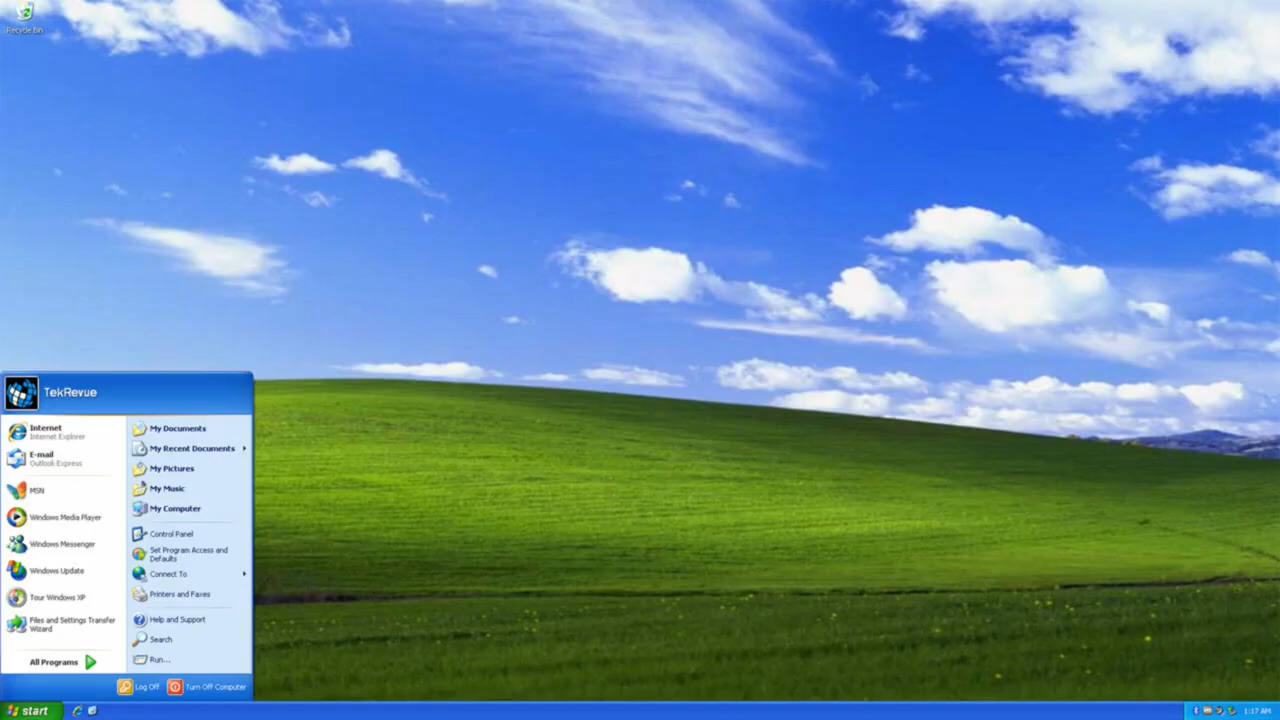 Recycle Bin
TekRevue
Internet
Internet Explorer
E-mail
Outlook Express
MSN
Windows Media Player
Windows Messenger
Windows Update
Tour Windows XP
Files and Settings Transfer
Wizard
All Programs
My Documents
My Recent Documents
My Pictures
My Music
My Computer
Control Panel
Set Program Access and
Defaults
Connect To
Printers and Faxes
Help and Support
Search
Run...
Log Off
Turn Off Computer
start
1:17 AM